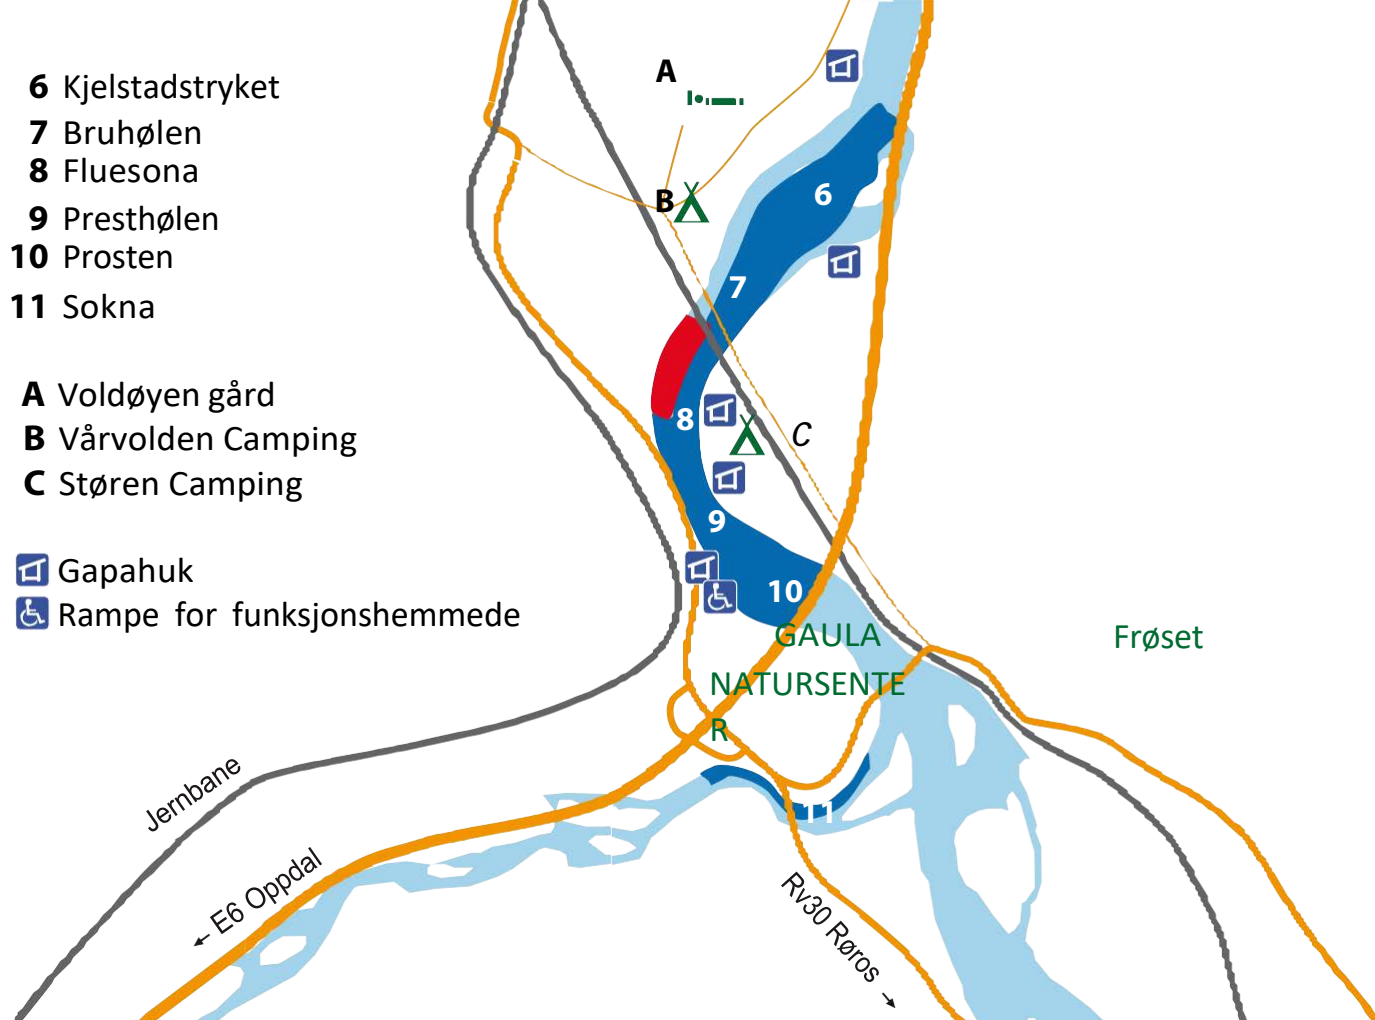 6 Kjelstadstryket
7 Bruhølen
8 Fluesona
9 Presthølen
10 Prosten
11 Sokna
A Voldøyen gård
B Vårvolden Camping
C Støren Camping
Gapahuk
Rampe for funksjonshemmede
A
B
6
7
8
C
9
10
GAULA
NATURSENTE
R
Frøset
11
Jernbane
← E6 Oppdal
Rv30 Røros →